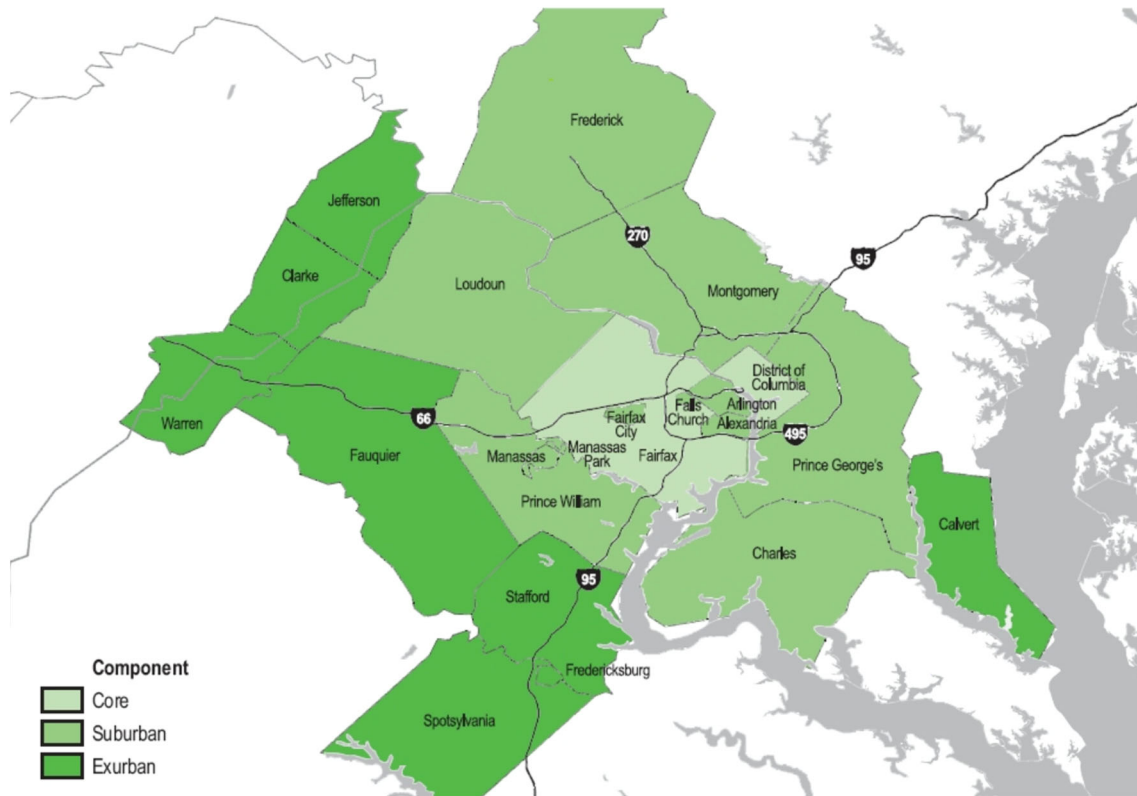 Frederick
Jefferson
270
95
Clarke
Loudoun
Montgomery
District of
Columbia
Falls
Church
Arlington
Alexandria
Warren
66
Fairfax
City
495
Fauquier
Manassas
Manassas
Park
Fairfax
Prince George's
Prince William
Calvert
Charles
95
Stafford
Fredericksburg
Spotsylvania
Component
Core
Suburban
Exurban